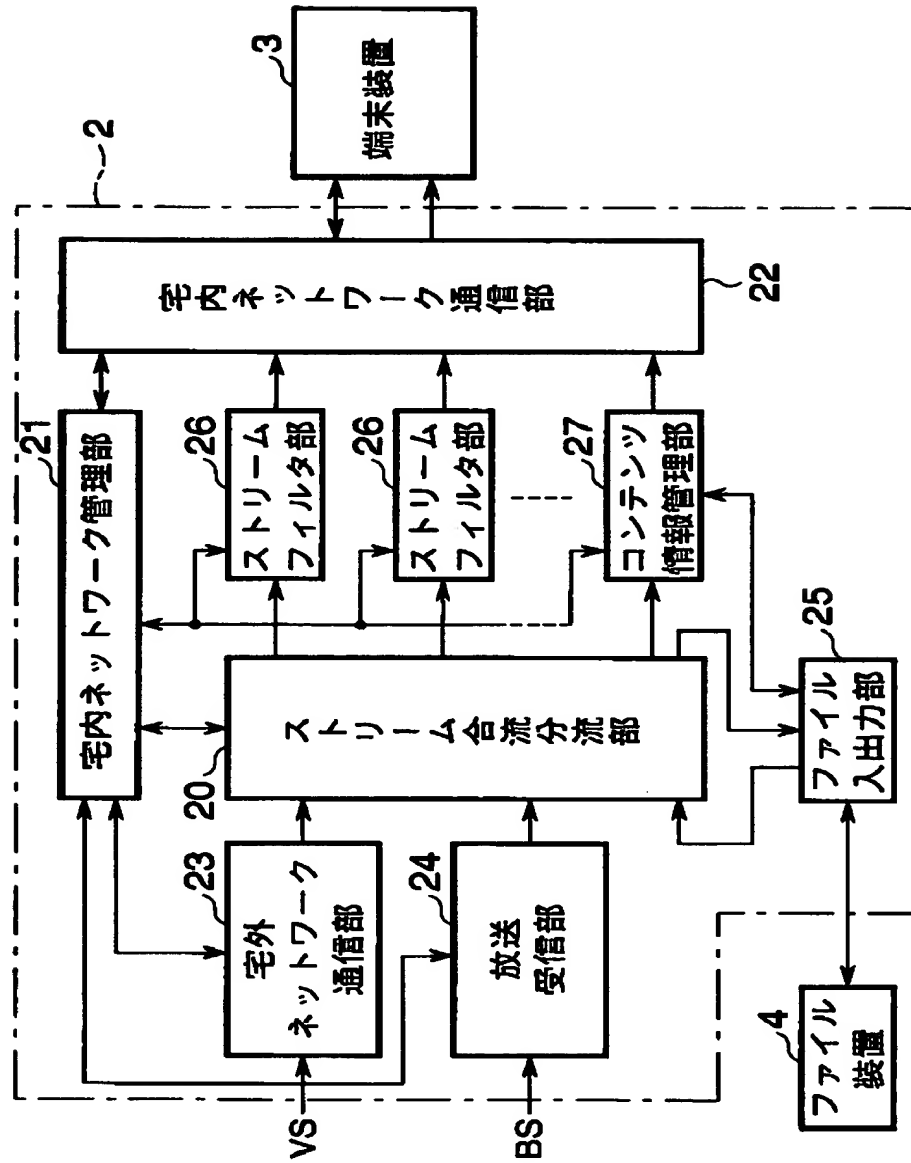 2
3
端末装置
宅内ネットワーク通信部
22
21
宅内ネットワーク管理部
26
ストリーム
フィルタ部
26
ストリーム
フィルタ部
27
コンテンツ
情報管理部
20
ストリーム合流分流部
25
ファイル
入出力部
23
宅外
ネットワーク
通信部
24
放送
受信部
4
ファイル
装置
VS
BS